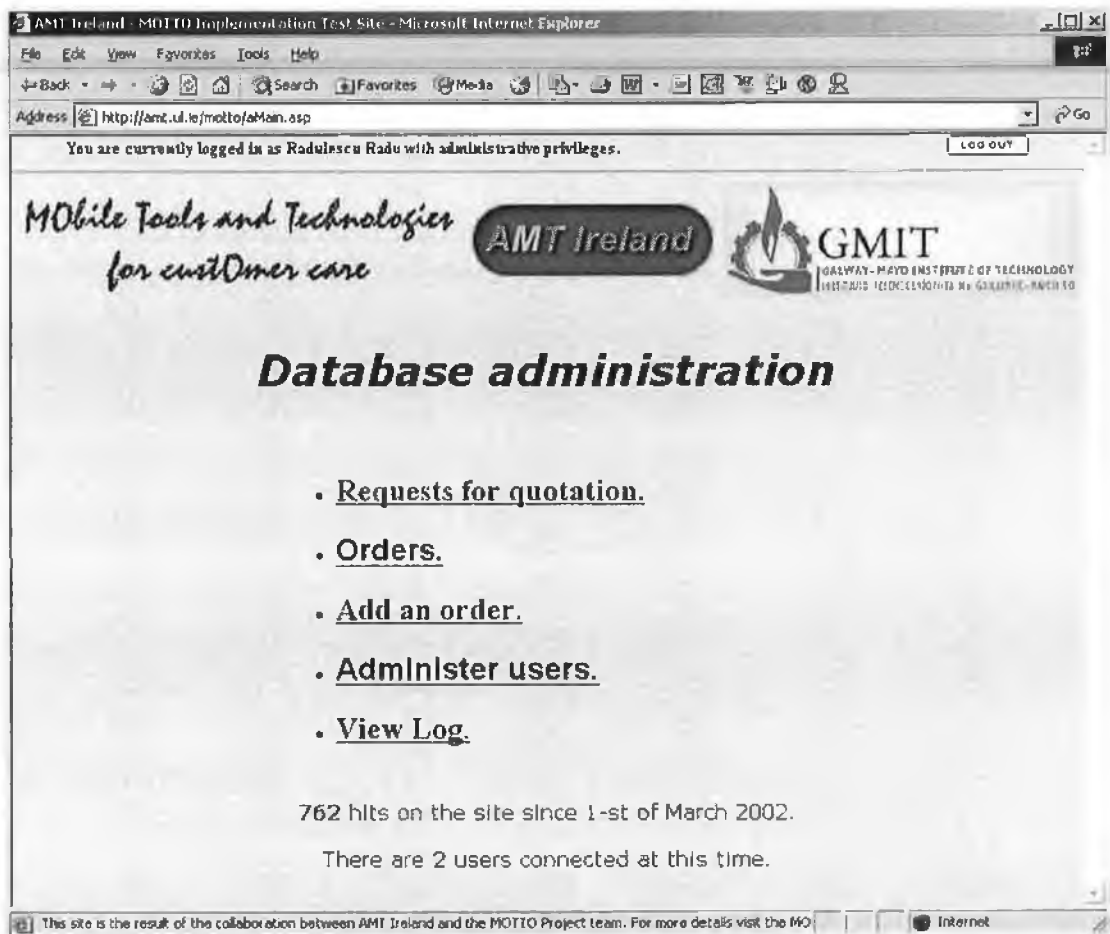 AMT Ireland - MOTTO Implementation Test Site - Microsoft Internet Explorer
File Edit View Favorites Tools Help
Back Search Favorites Media
Address http://amt.ul.ie/motto/aMain.asp Go
You are currently logged in as Radulescu Radu with administrative privileges. LOG OUT
MObile Tools and Technologies
for custOmer care
AMT Ireland
GMIT
GALWAY-MAYO INSTITUTE OF TECHNOLOGY
Database administration
• Requests for quotation.
• Orders.
• Add an order.
• Administer users.
• View Log.
762 hits on the site since 1-st of March 2002.
There are 2 users connected at this time.
This site is the result of the collaboration between AMT Ireland and the MOTTO Project team. For more details visit the MO Internet